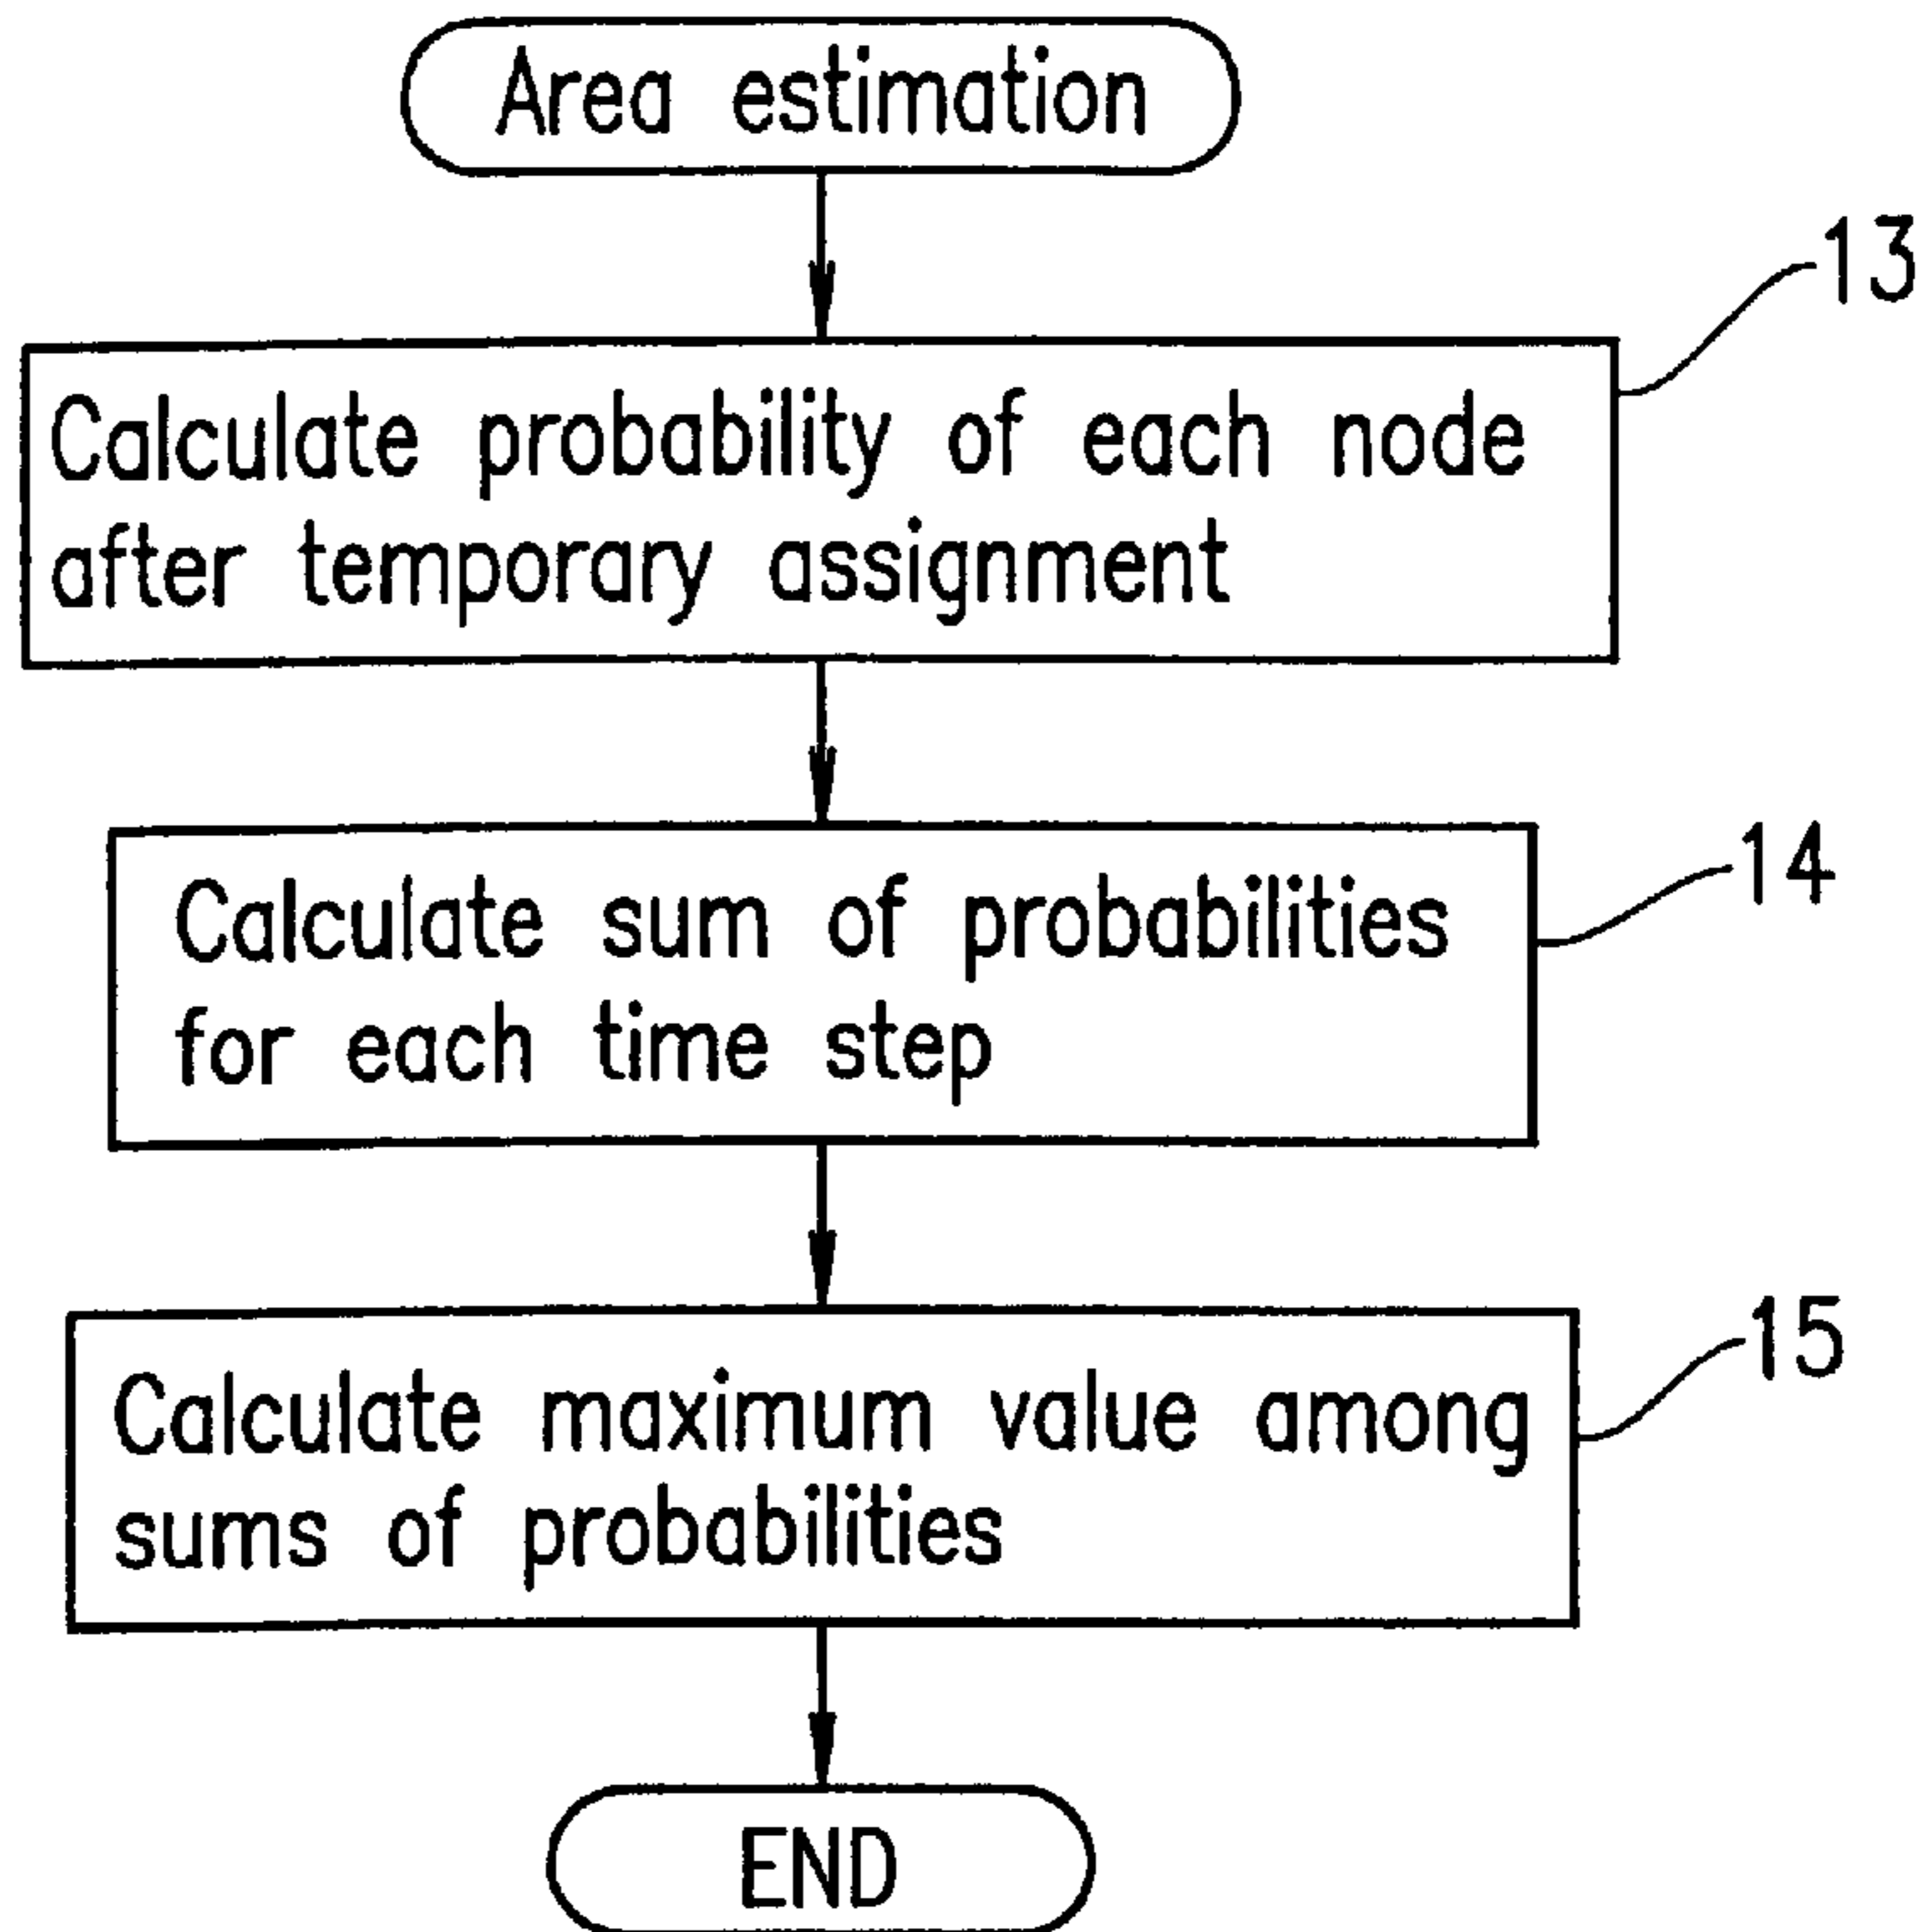 Area estimation
13
Calculate probability of each node
after temporary assignment
14
Calculate sum of probabilities
for each time step
15
Calculate maximum value among
sums of probabilities
END